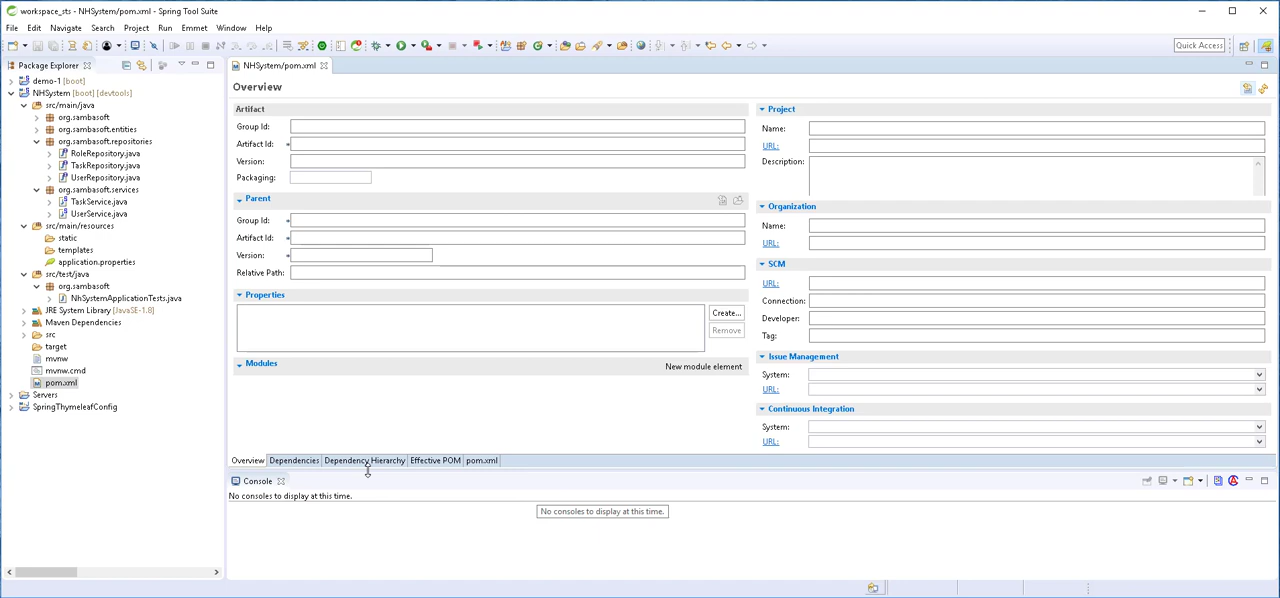 workspace_sts - NHSystem/pom.xml - Spring Tool Suite
File Edit Navigate Search Project Run Emmet Window Help
Quick Access
Package Explorer
demo-1 [boot]
NHSystem [boot] [devtools]
src/main/java
org.sambasoft
org.sambasoft.entities
org.sambasoft.repositories
RoleRepository.java
TaskRepository.java
UserRepository.java
org.sambasoft.services
TaskService.java
UserService.java
src/main/resources
static
templates
application.properties
src/test/java
org.sambasoft
NhSystemApplicationTests.java
JRE System Library [JavaSE-1.8]
Maven Dependencies
src
target
mvnw
mvnw.cmd
pom.xml
Servers
SpringThymeleafConfig
NHSystem/pom.xml
Overview
Artifact
Group Id:
Artifact Id: *
Version:
Packaging:
Parent
Group Id: *
Artifact Id: *
Version: *
Relative Path:
Properties
Create...
Remove
Modules
New module element
Project
Name:
URL:
Description:
Organization
Name:
URL:
SCM
URL:
Connection:
Developer:
Tag:
Issue Management
System:
URL:
Continuous Integration
System:
URL:
Overview Dependencies Dependency Hierarchy Effective POM pom.xml
Console
No consoles to display at this time.
No consoles to display at this time.